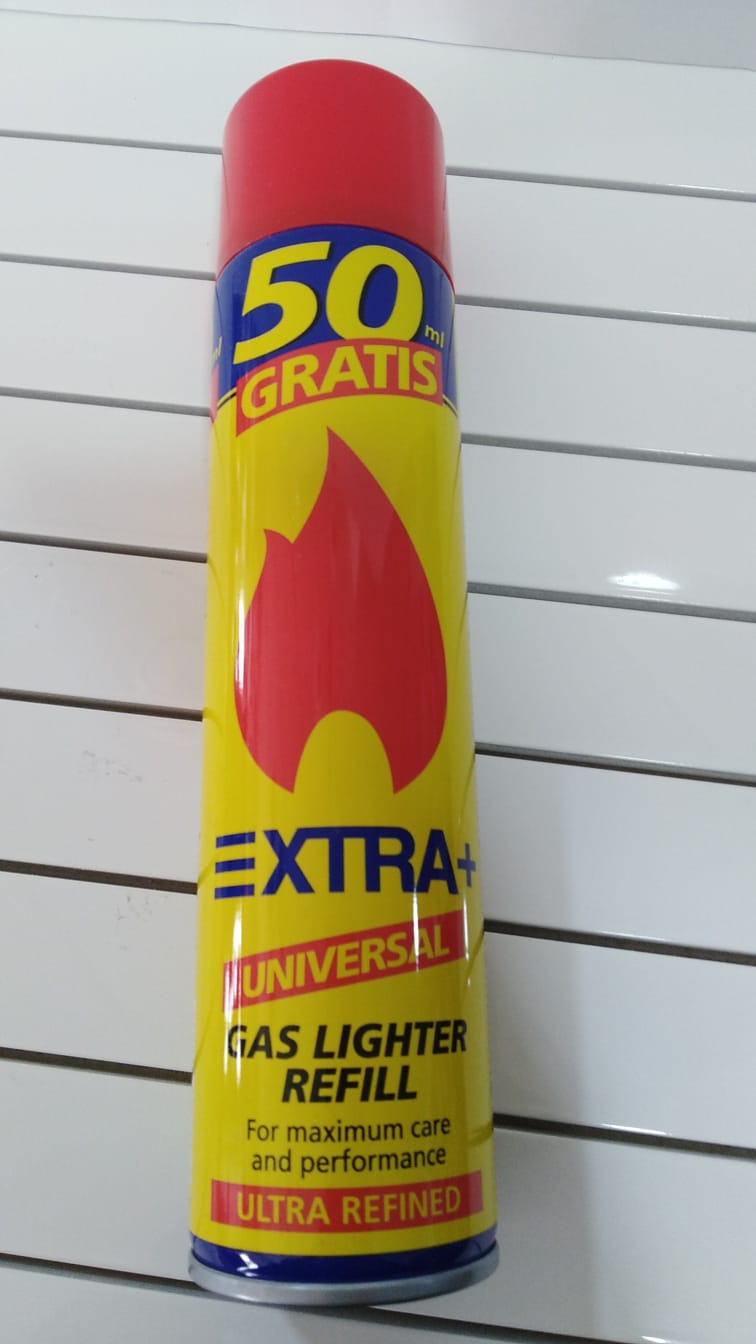 50 ml
GRATIS
EXTRA+
UNIVERSAL
GAS LIGHTER
REFILL
For maximum care
and performance
ULTRA REFINED